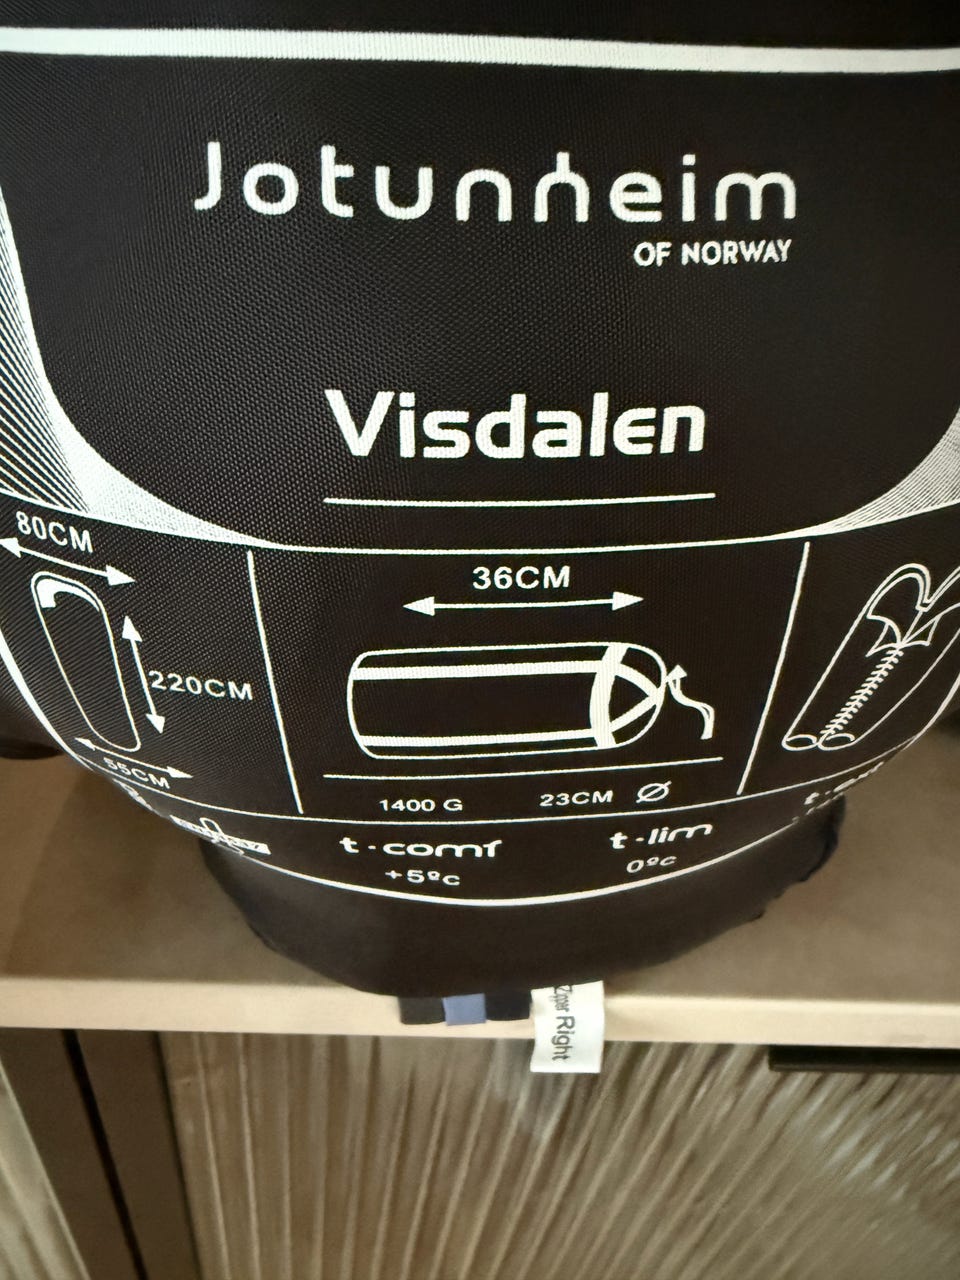 Jotunheim
OF NORWAY
Visdalen
80CM
220CM
55CM
36CM
1400 G
23CM Ø
t·comf
+5ºc
t·lim
0ºc
Zipper Right